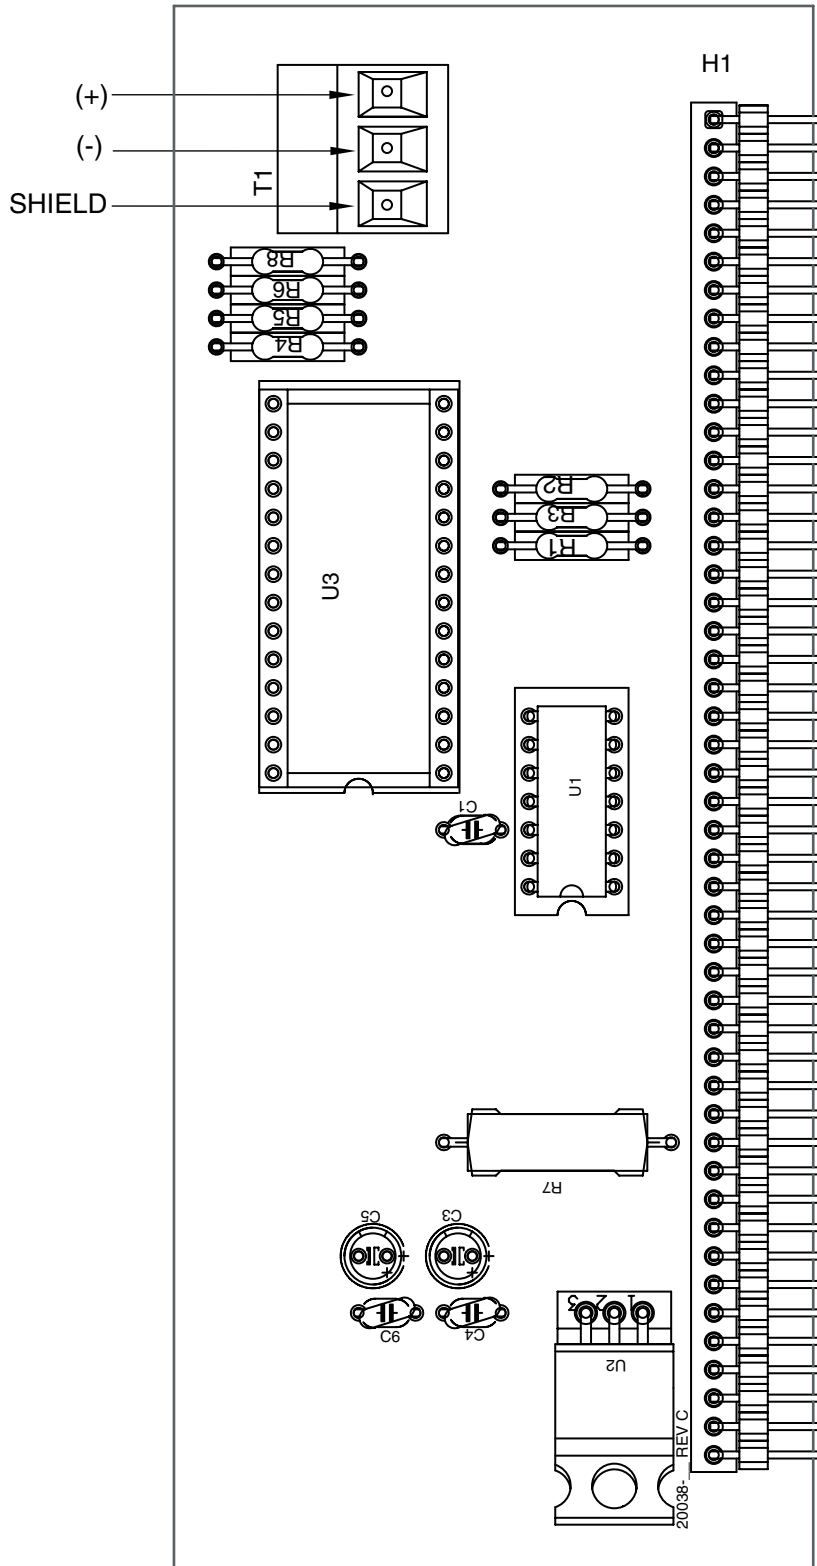 H1
(+)
(-)
T1
SHIELD
R8
R6
R5
R4
R2
R3
R1
U3
U1
C1
R7
C5
C3
3 2 1
C6
C4
U2
20038-_ REV C